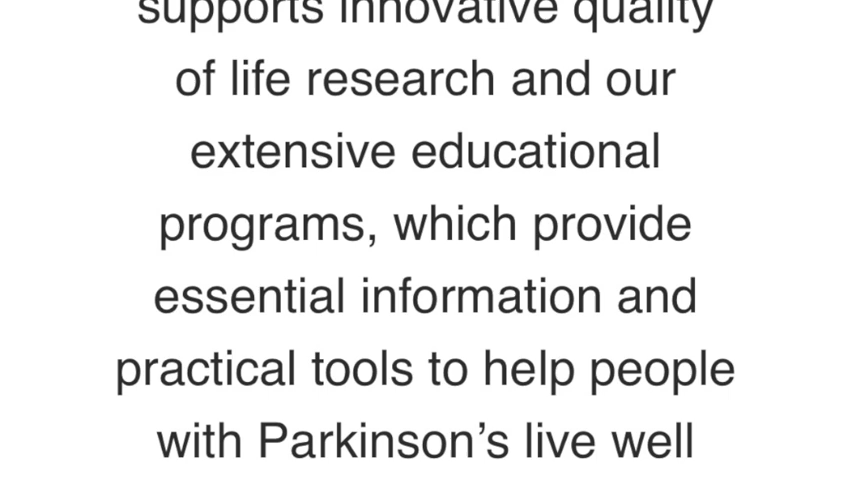 supports innovative quality
of life research and our
extensive educational
programs, which provide
essential information and
practical tools to help people
with Parkinson’s live well